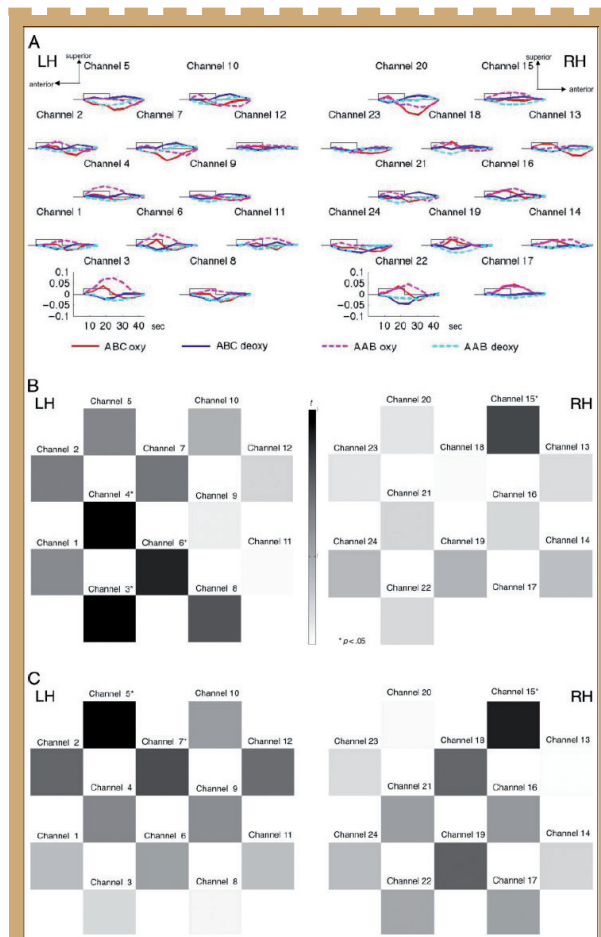 A
LH superior superior RH
anterior anterior
Channel 5 Channel 10 Channel 20 Channel 15
Channel 2 Channel 7 Channel 12 Channel 23 Channel 18 Channel 13
Channel 4 Channel 9 Channel 21 Channel 16
Channel 1 Channel 6 Channel 11 Channel 24 Channel 19 Channel 14
Channel 3 Channel 8 Channel 22 Channel 17
0.1 0.1
0.05 0.05
0 0
−0.05 −0.05
−0.1 −0.1
10 20 30 40 sec 10 20 30 40 sec
ABC oxy ABC deoxy AAB oxy AAB deoxy
B
LH Channel 5 Channel 10 t Channel 20 Channel 15* RH
Channel 2 Channel 7 Channel 12 Channel 23 Channel 18 Channel 13
Channel 4* Channel 9 Channel 21 Channel 16
Channel 1 Channel 6* Channel 11 Channel 24 Channel 19 Channel 14
Channel 3* Channel 8 Channel 22 Channel 17
* p < .05
C
LH Channel 5* Channel 10 Channel 20 Channel 15* RH
Channel 2 Channel 7* Channel 12 Channel 23 Channel 18 Channel 13
Channel 4 Channel 9 Channel 21 Channel 16
Channel 1 Channel 6 Channel 11 Channel 24 Channel 19 Channel 14
Channel 3 Channel 8 Channel 22 Channel 17